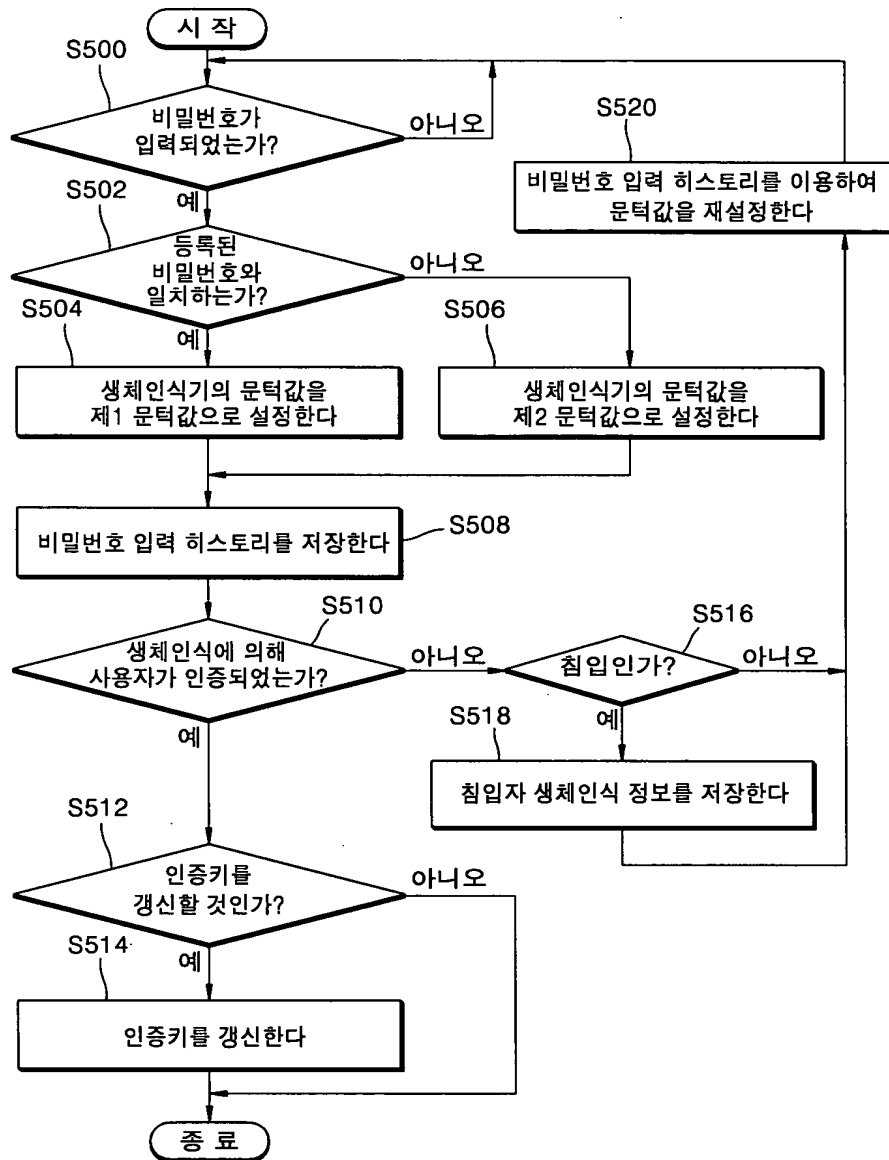 시 작
S500
비밀번호가
입력되었는가?
아니오
예
S520
비밀번호 입력 히스토리를 이용하여
문턱값을 재설정한다
S502
등록된
비밀번호와
일치하는가?
아니오
예
S504
생체인식기의 문턱값을
제1 문턱값으로 설정한다
S506
생체인식기의 문턱값을
제2 문턱값으로 설정한다
비밀번호 입력 히스토리를 저장한다
S508
S510
생체인식에 의해
사용자가 인증되었는가?
아니오
예
S516
침입인가?
아니오
예
S518
침입자 생체인식 정보를 저장한다
S512
인증키를
갱신할 것인가?
아니오
예
S514
인증키를 갱신한다
종 료